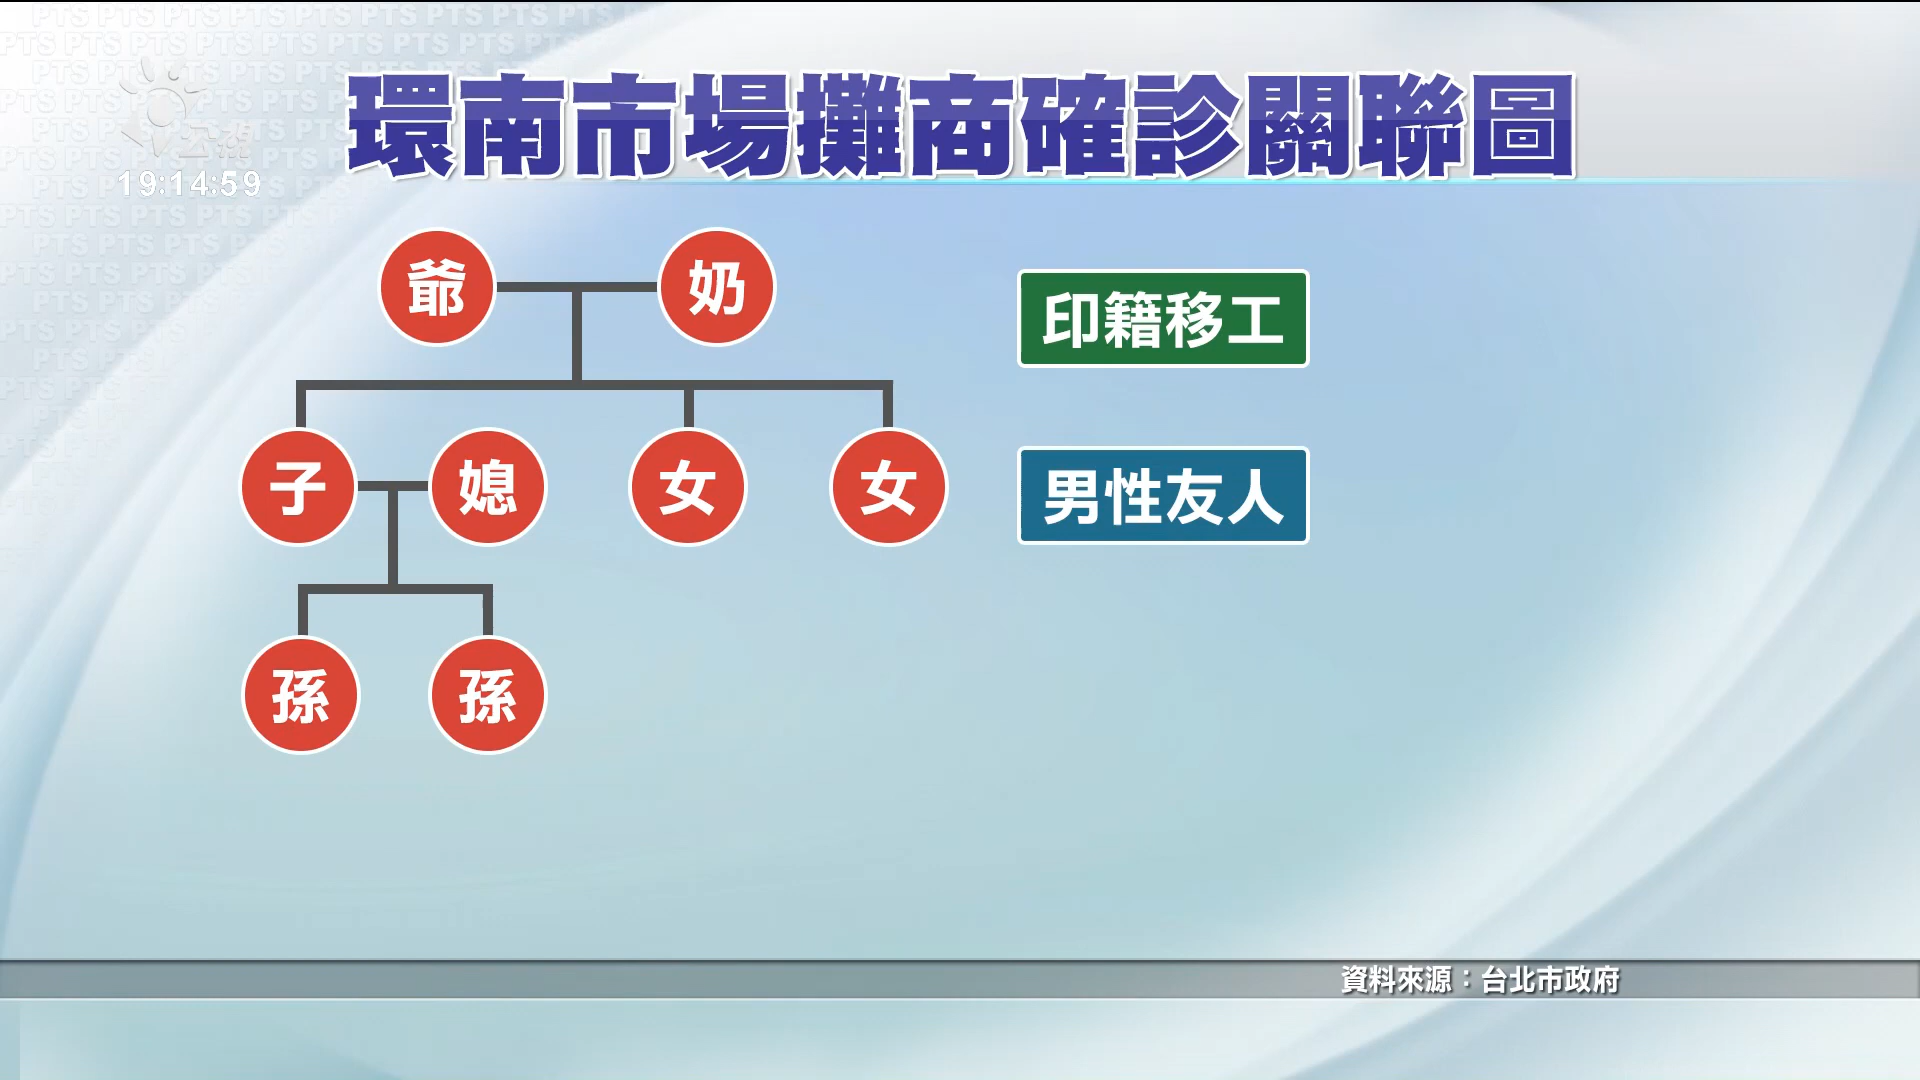 環南市場攤商確診關聯圖
公視
19:14:59
爺 奶
印籍移工
子 媳 女 女
男性友人
孫 孫
資料來源：台北市政府